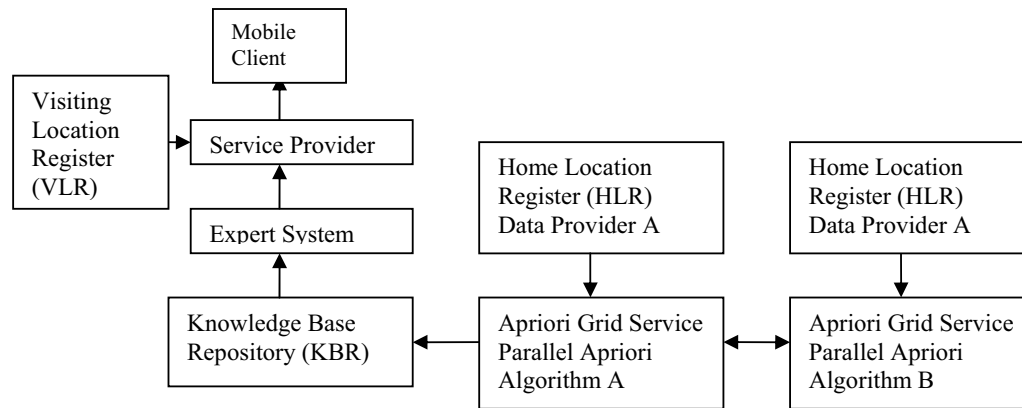 Mobile
Client
Visiting
Location
Register
(VLR)
Service Provider
Home Location
Register (HLR)
Data Provider A
Home Location
Register (HLR)
Data Provider A
Expert System
Knowledge Base
Repository (KBR)
Apriori Grid Service
Parallel Apriori
Algorithm A
Apriori Grid Service
Parallel Apriori
Algorithm B